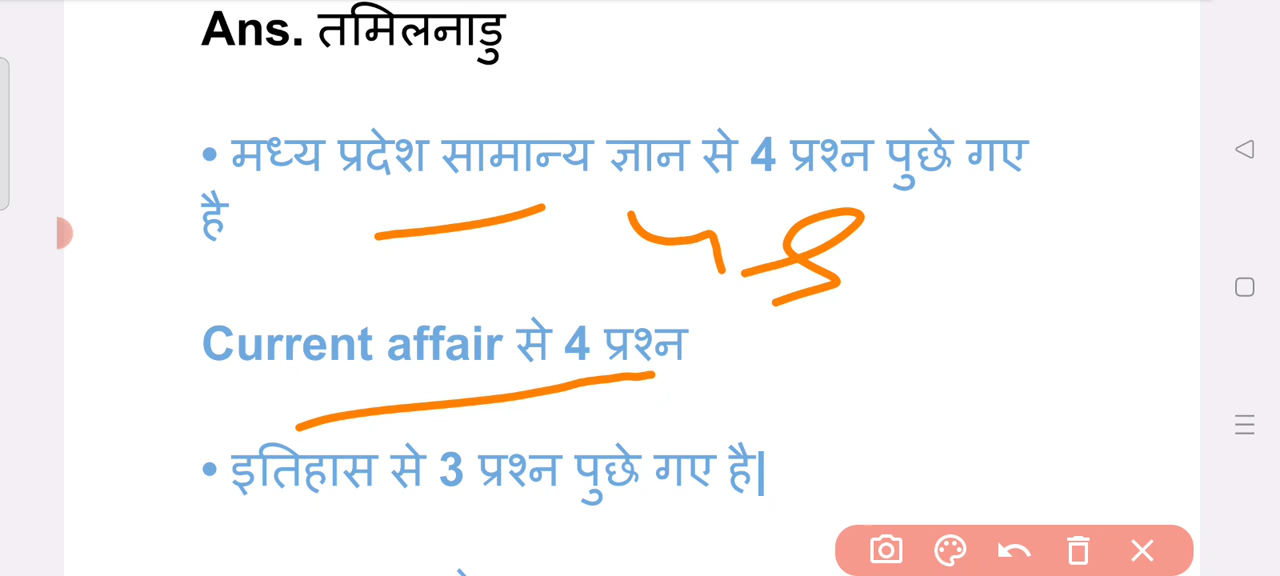 Ans. तमिलनाडु
• मध्य प्रदेश सामान्य ज्ञान से 4 प्रश्न पुछे गए
है
Current affair से 4 प्रश्न
• इतिहास से 3 प्रश्न पुछे गए है|